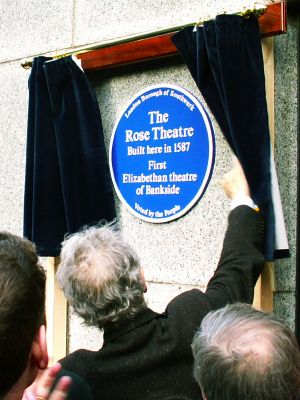 London Borough of Southwark
The
Rose Theatre
Built here in 1587
First
Elizabethan theatre
of Bankside
Voted by the People